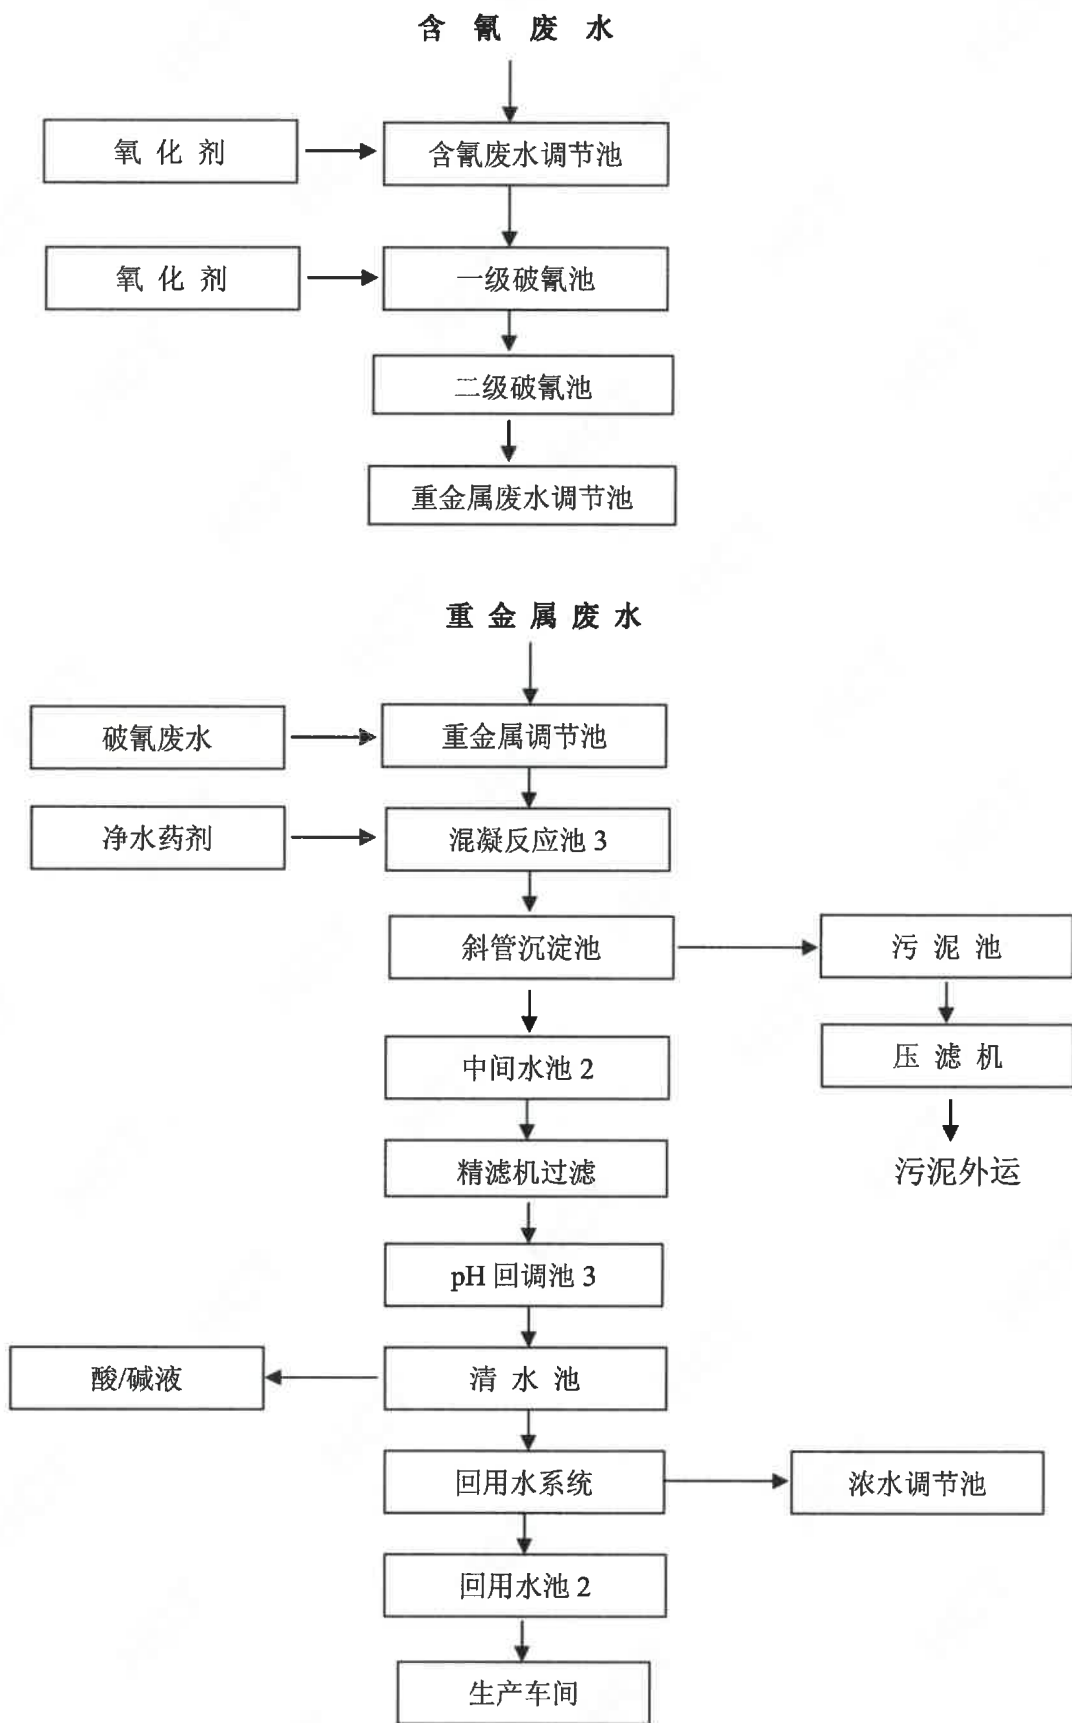 含氰废水
氧化剂
含氰废水调节池
氧化剂
一级破氰池
二级破氰池
重金属废水调节池
重金属废水
破氰废水
重金属调节池
净水药剂
混凝反应池 3
斜管沉淀池
污泥池
中间水池 2
压滤机
精滤机过滤
污泥外运
pH 回调池 3
酸/碱液
清水池
回用水系统
浓水调节池
回用水池 2
生产车间